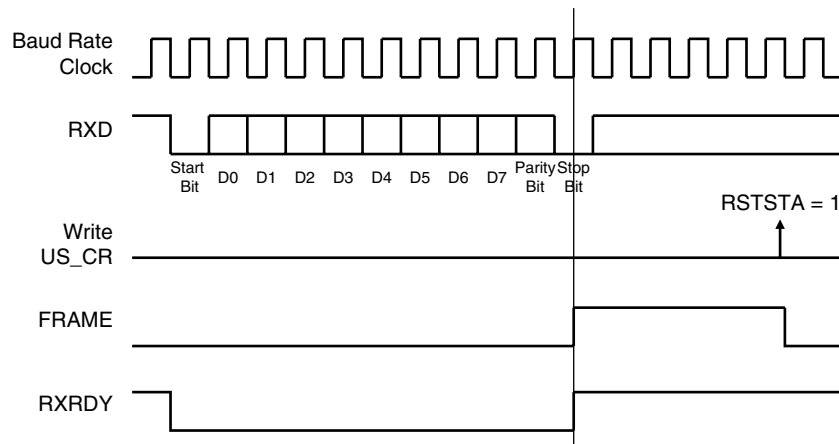 Baud Rate
Clock
RXD
Start
Bit
D0
D1
D2
D3
D4
D5
D6
D7
Parity
Bit
Stop
Bit
RSTSTA = 1
Write
US_CR
FRAME
RXRDY